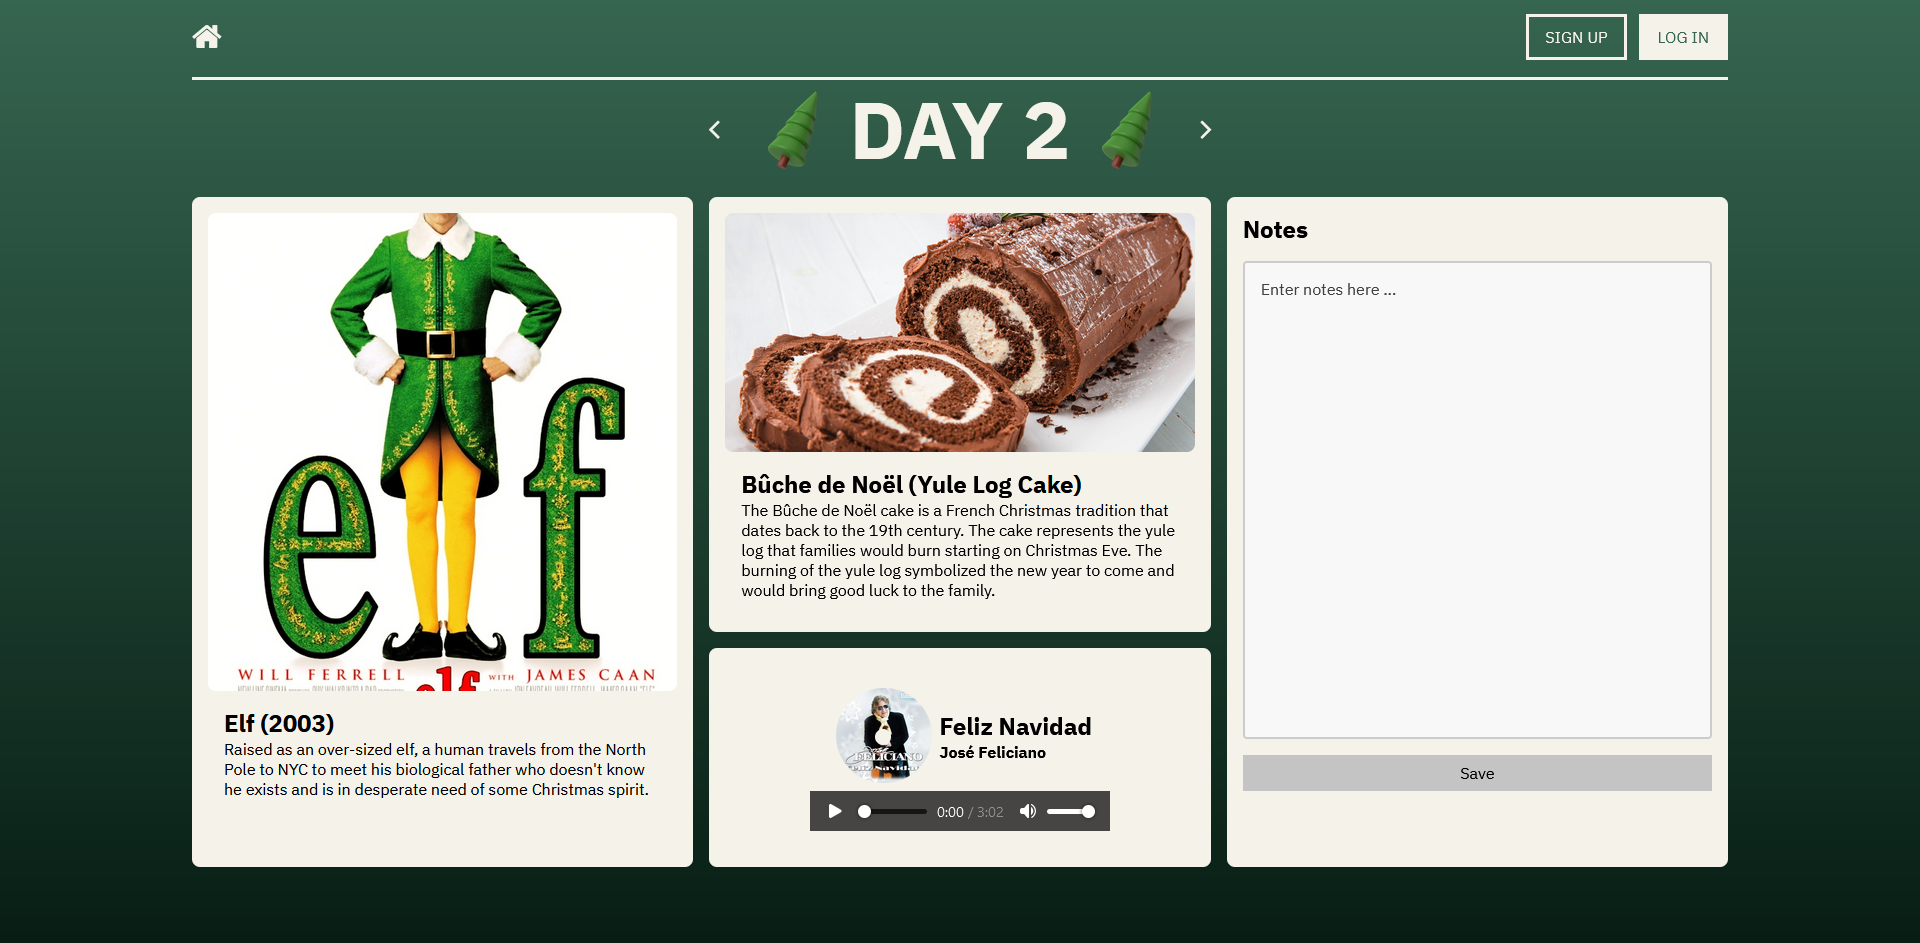 SIGN UP
LOG IN
DAY 2
elf
WILL FERRELL WITH JAMES CAAN
elf
Elf (2003)
Raised as an over-sized elf, a human travels from the North
Pole to NYC to meet his biological father who doesn't know
he exists and is in desperate need of some Christmas spirit.
Bûche de Noël (Yule Log Cake)
The Bûche de Noël cake is a French Christmas tradition that
dates back to the 19th century. The cake represents the yule
log that families would burn starting on Christmas Eve. The
burning of the yule log symbolized the new year to come and
would bring good luck to the family.
FELICIANO
Feliz Navidad
José Feliciano
0:00 / 3:02
Notes
Enter notes here ...
Save